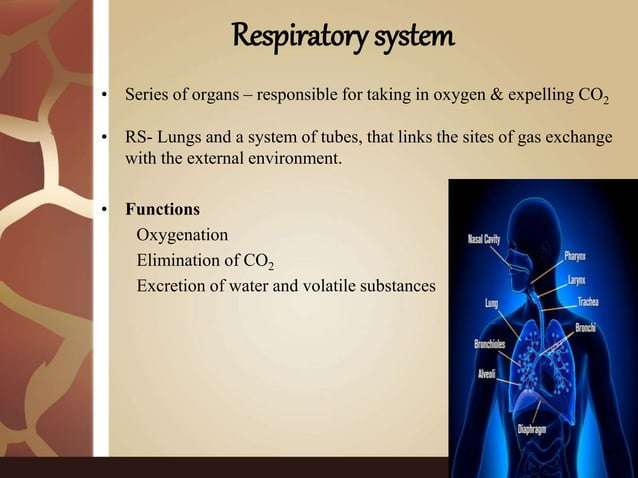 Respiratory system
• Series of organs – responsible for taking in oxygen & expelling CO₂
• RS- Lungs and a system of tubes, that links the sites of gas exchange
with the external environment.
• Functions
Oxygenation
Elimination of CO₂
Excretion of water and volatile substances
Nasal Cavity
Pharynx
Larynx
Lung
Trachea
Bronchi
Bronchioles
Alveoli
Diaphragm